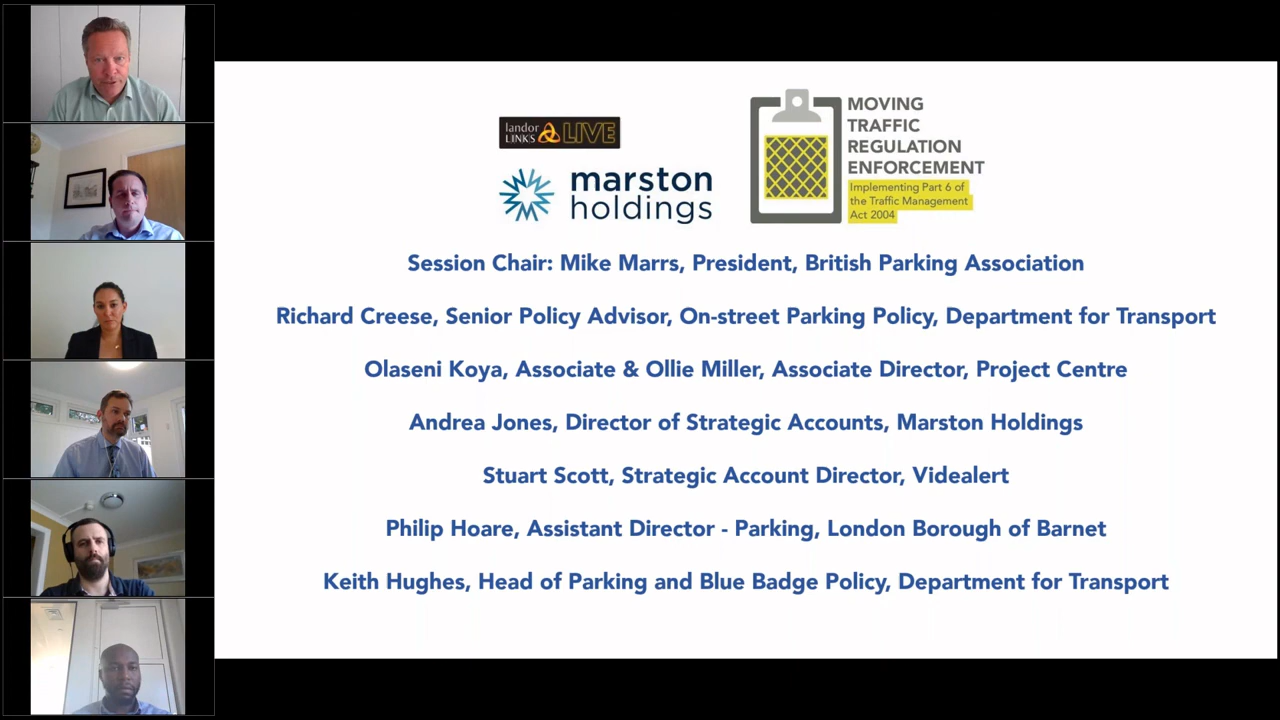 landor
LINKS LIVE
marston
holdings
MOVING
TRAFFIC
REGULATION
ENFORCEMENT
Implementing Part 6 of
the Traffic Management
Act 2004
Session Chair: Mike Marrs, President, British Parking Association
Richard Creese, Senior Policy Advisor, On-street Parking Policy, Department for Transport
Olaseni Koya, Associate & Ollie Miller, Associate Director, Project Centre
Andrea Jones, Director of Strategic Accounts, Marston Holdings
Stuart Scott, Strategic Account Director, Videalert
Philip Hoare, Assistant Director - Parking, London Borough of Barnet
Keith Hughes, Head of Parking and Blue Badge Policy, Department for Transport